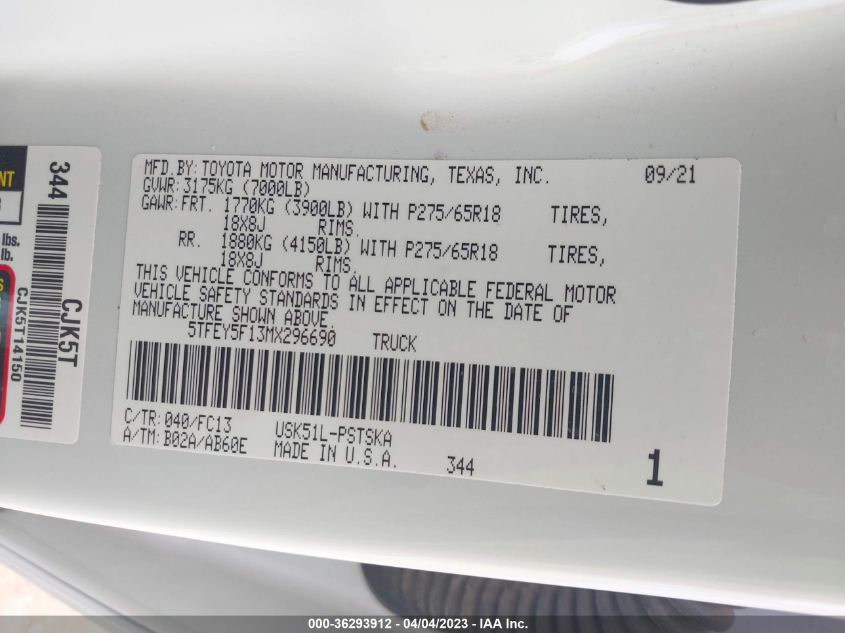 MFD.BY: TOYOTA MOTOR MANUFACTURING, TEXAS, INC. 09/21
GVWR: 3175KG (7000LB)
GAWR: FRT. 1770KG (3900LB) WITH P275/65R18 TIRES,
18X8J RIMS.
RR. 1880KG (4150LB) WITH P275/65R18 TIRES,
18X8J RIMS.
THIS VEHICLE CONFORMS TO ALL APPLICABLE FEDERAL MOTOR
VEHICLE SAFETY STANDARDS IN EFFECT ON THE DATE OF
MANUFACTURE SHOWN ABOVE.
5TFEY5F13MX296690 TRUCK
C/TR: 040/FC13 USK51L-PSTSKA
A/TM: B02A/AB60E MADE IN U.S.A. 344 1
344
CJK5T
CJK5T14150
lbs.
lb.
000-36293912 - 04/04/2023 - IAA Inc.